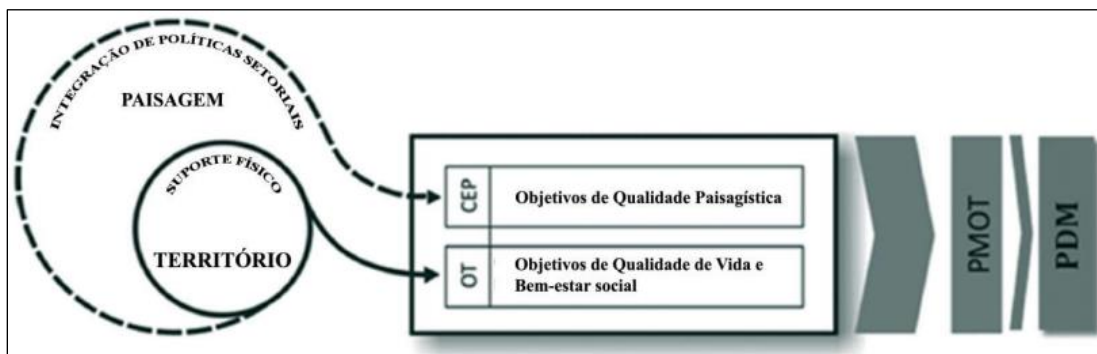 INTEGRAÇÃO DE POLÍTICAS SETORIAIS
PAISAGEM
SUPORTE FÍSICO
TERRITÓRIO
CEP
Objetivos de Qualidade Paisagística
OT
Objetivos de Qualidade de Vida e
Bem-estar social
PMOT
PDM